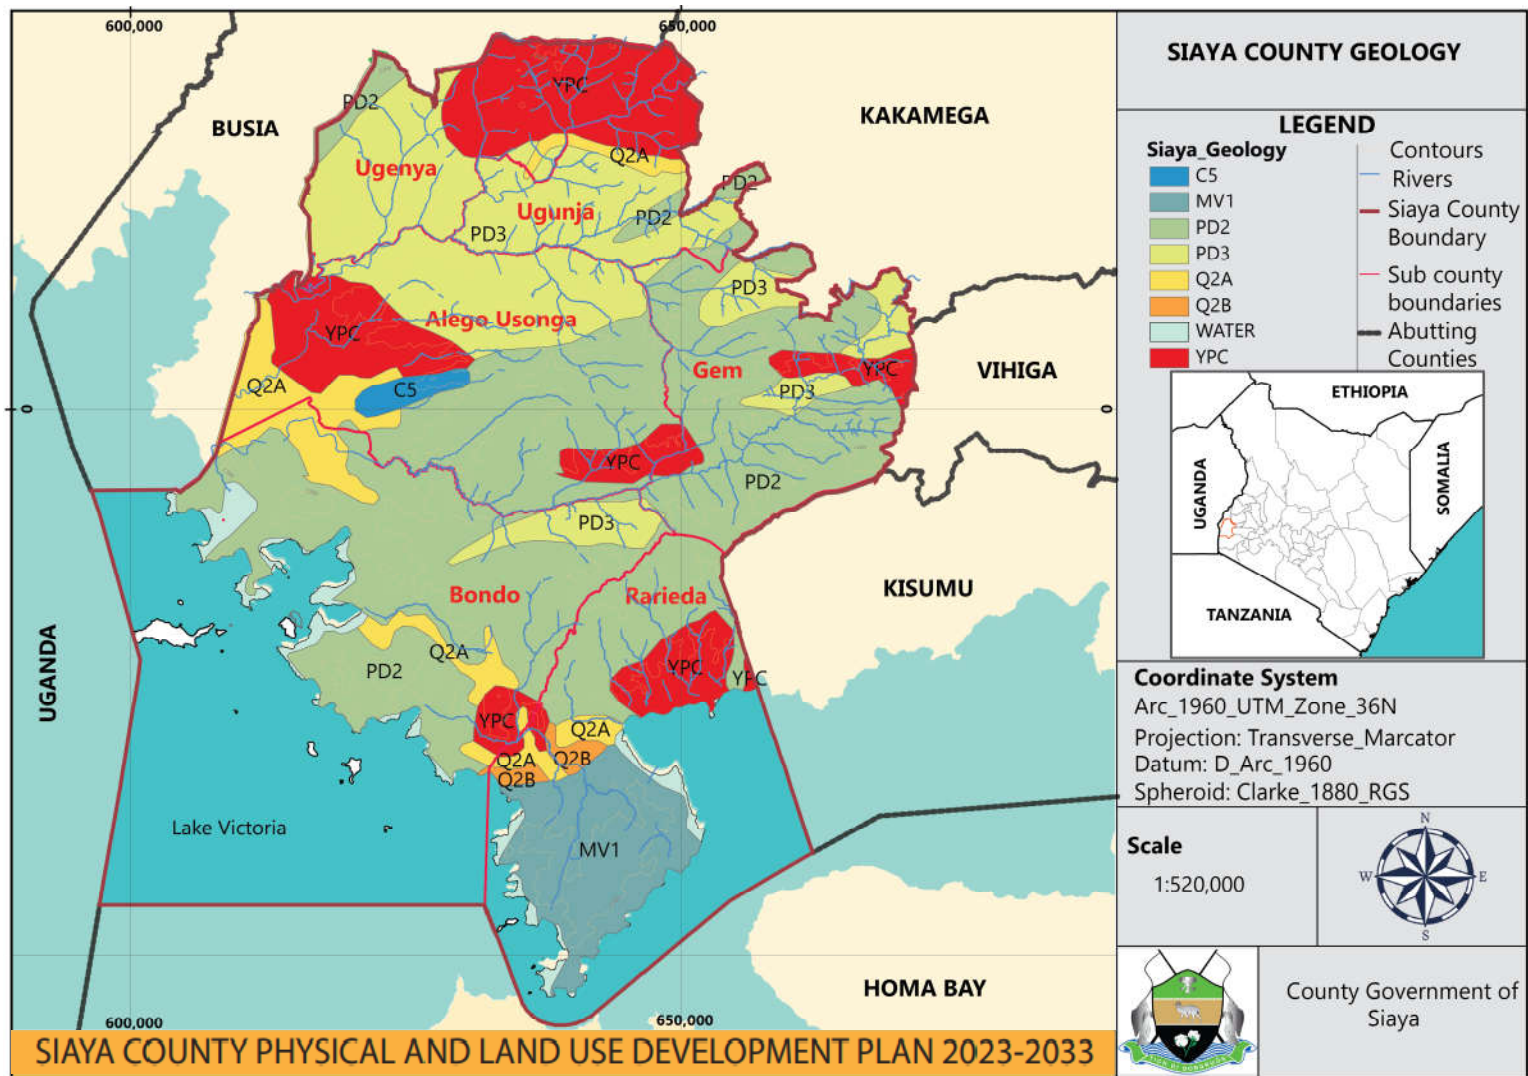 600,000
650,000
BUSIA
KAKAMEGA
PD2
YPC
Ugenya
Q2A
PD2
Ugunja
PD2
PD3
PD3
Alego Usonga
YPC
Gem
YPC
VIHIGA
Q2A
C5
PD3
0
0
YPC
PD2
PD3
KISUMU
Bondo
Rarieda
Q2A
PD2
YPC
YPC
UGANDA
YPC
Q2A
Q2A
Q2B
Q2B
Lake Victoria
MV1
HOMA BAY
600,000
650,000
SIAYA COUNTY PHYSICAL AND LAND USE DEVELOPMENT PLAN 2023-2033
SIAYA COUNTY GEOLOGY
LEGEND
Siaya_Geology
C5
MV1
PD2
PD3
Q2A
Q2B
WATER
YPC
Contours
Rivers
Siaya County
Boundary
Sub county
boundaries
Abutting
Counties
ETHIOPIA
UGANDA
SOMALIA
TANZANIA
Coordinate System
Arc_1960_UTM_Zone_36N
Projection: Transverse_Marcator
Datum: D_Arc_1960
Spheroid: Clarke_1880_RGS
Scale
1:520,000
N
W
E
S
County Government of
Siaya